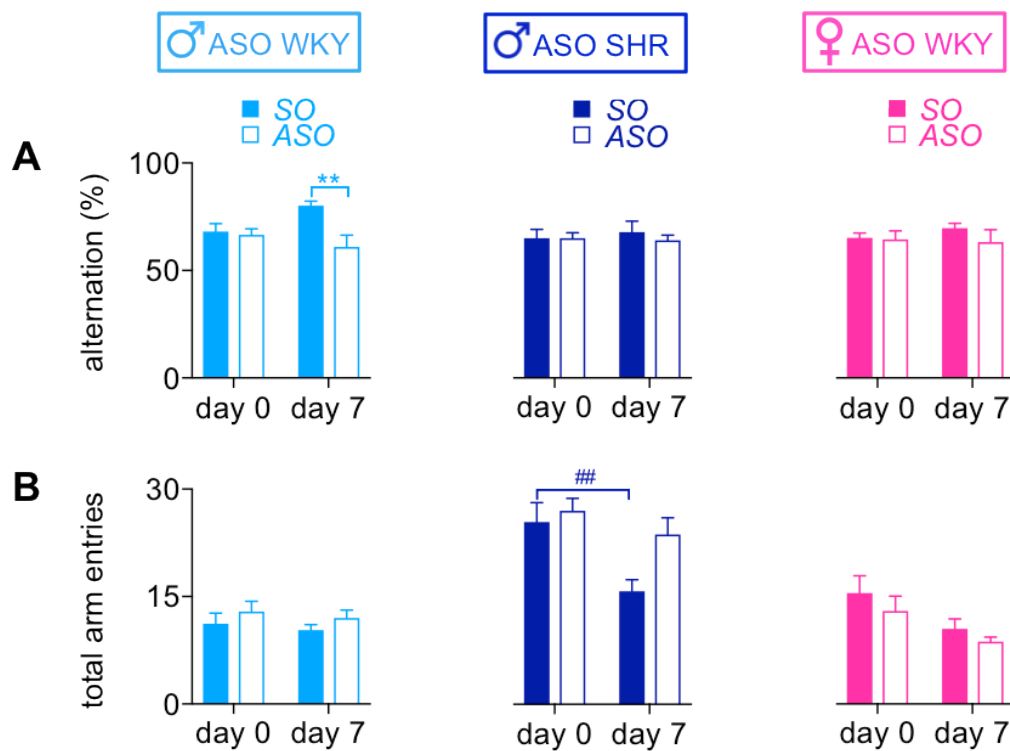 ♂ ASO WKY
♂ ASO SHR
♀ ASO WKY
SO
ASO
SO
ASO
SO
ASO
A
alternation (%)
100
50
0
**
day 0 day 7
day 0 day 7
day 0 day 7
B
total arm entries
30
15
0
##
day 0 day 7
day 0 day 7
day 0 day 7